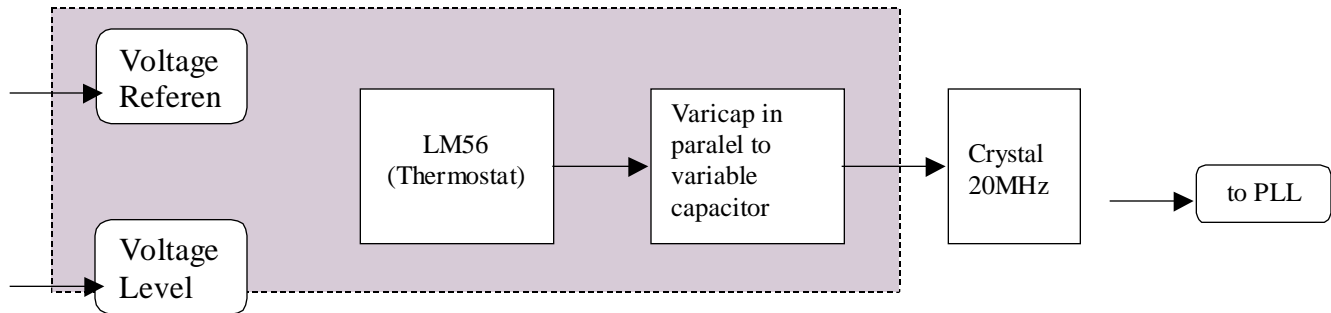 Voltage
Referen
LM56
(Thermostat)
Varicap in
paralel to
variable
capacitor
Crystal
20MHz
to PLL
Voltage
Level